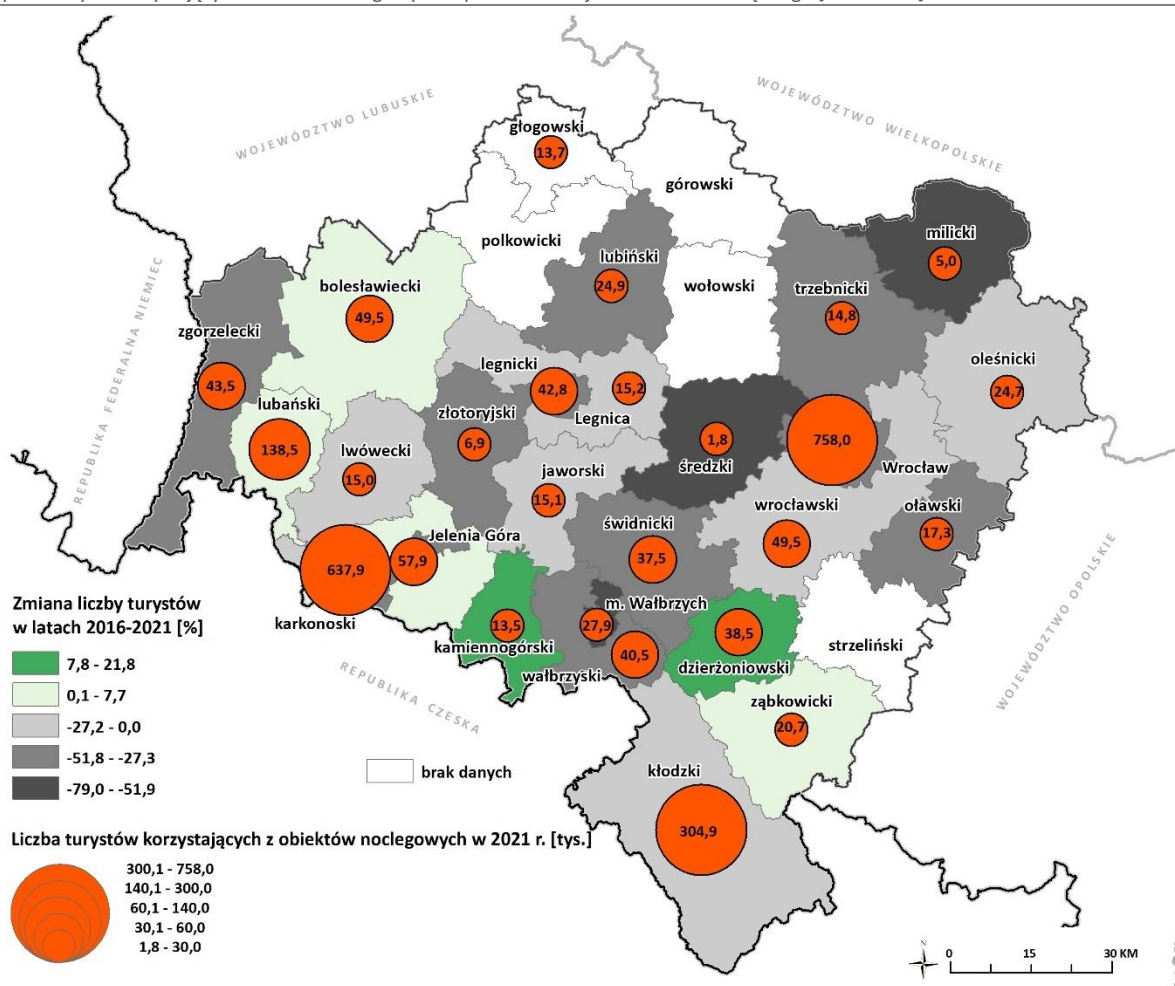 WOJEWÓDZTWO LUBUSKIE
WOJEWÓDZTWO WIELKOPOLSKIE
głogowski
13,7
górowski
milicki
5,0
polkowicki
lubiński
24,9
wołowski
trzebnicki
14,8
bolesławiecki
49,5
REPUBLIKA FEDERALNA NIEMIEC
zgorzelecki
43,5
legnicki
42,8
15,2
Legnica
oleśnicki
24,7
lubański
138,5
złotoryjski
6,9
lwówecki
15,0
1,8
średzki
758,0
Wrocław
jaworski
15,1
wrocławski
49,5
oławski
17,3
świdnicki
37,5
Jelenia Góra
57,9
637,9
karkonoski
13,5
kamiennogórski
27,9
m. Wałbrzych
40,5
wałbrzyski
38,5
dzierżoniowski
strzeliński
WOJEWÓDZTWO OPOLSKIE
REPUBLIKA CZESKA
ząbkowicki
20,7
kłodzki
304,9
Zmiana liczby turystów
w latach 2016-2021 [%]
7,8 - 21,8
0,1 - 7,7
-27,2 - 0,0
-51,8 - -27,3
-79,0 - -51,9
brak danych
Liczba turystów korzystających z obiektów noclegowych w 2021 r. [tys.]
300,1 - 758,0
140,1 - 300,0
60,1 - 140,0
30,1 - 60,0
1,8 - 30,0
N
0 15 30 KM